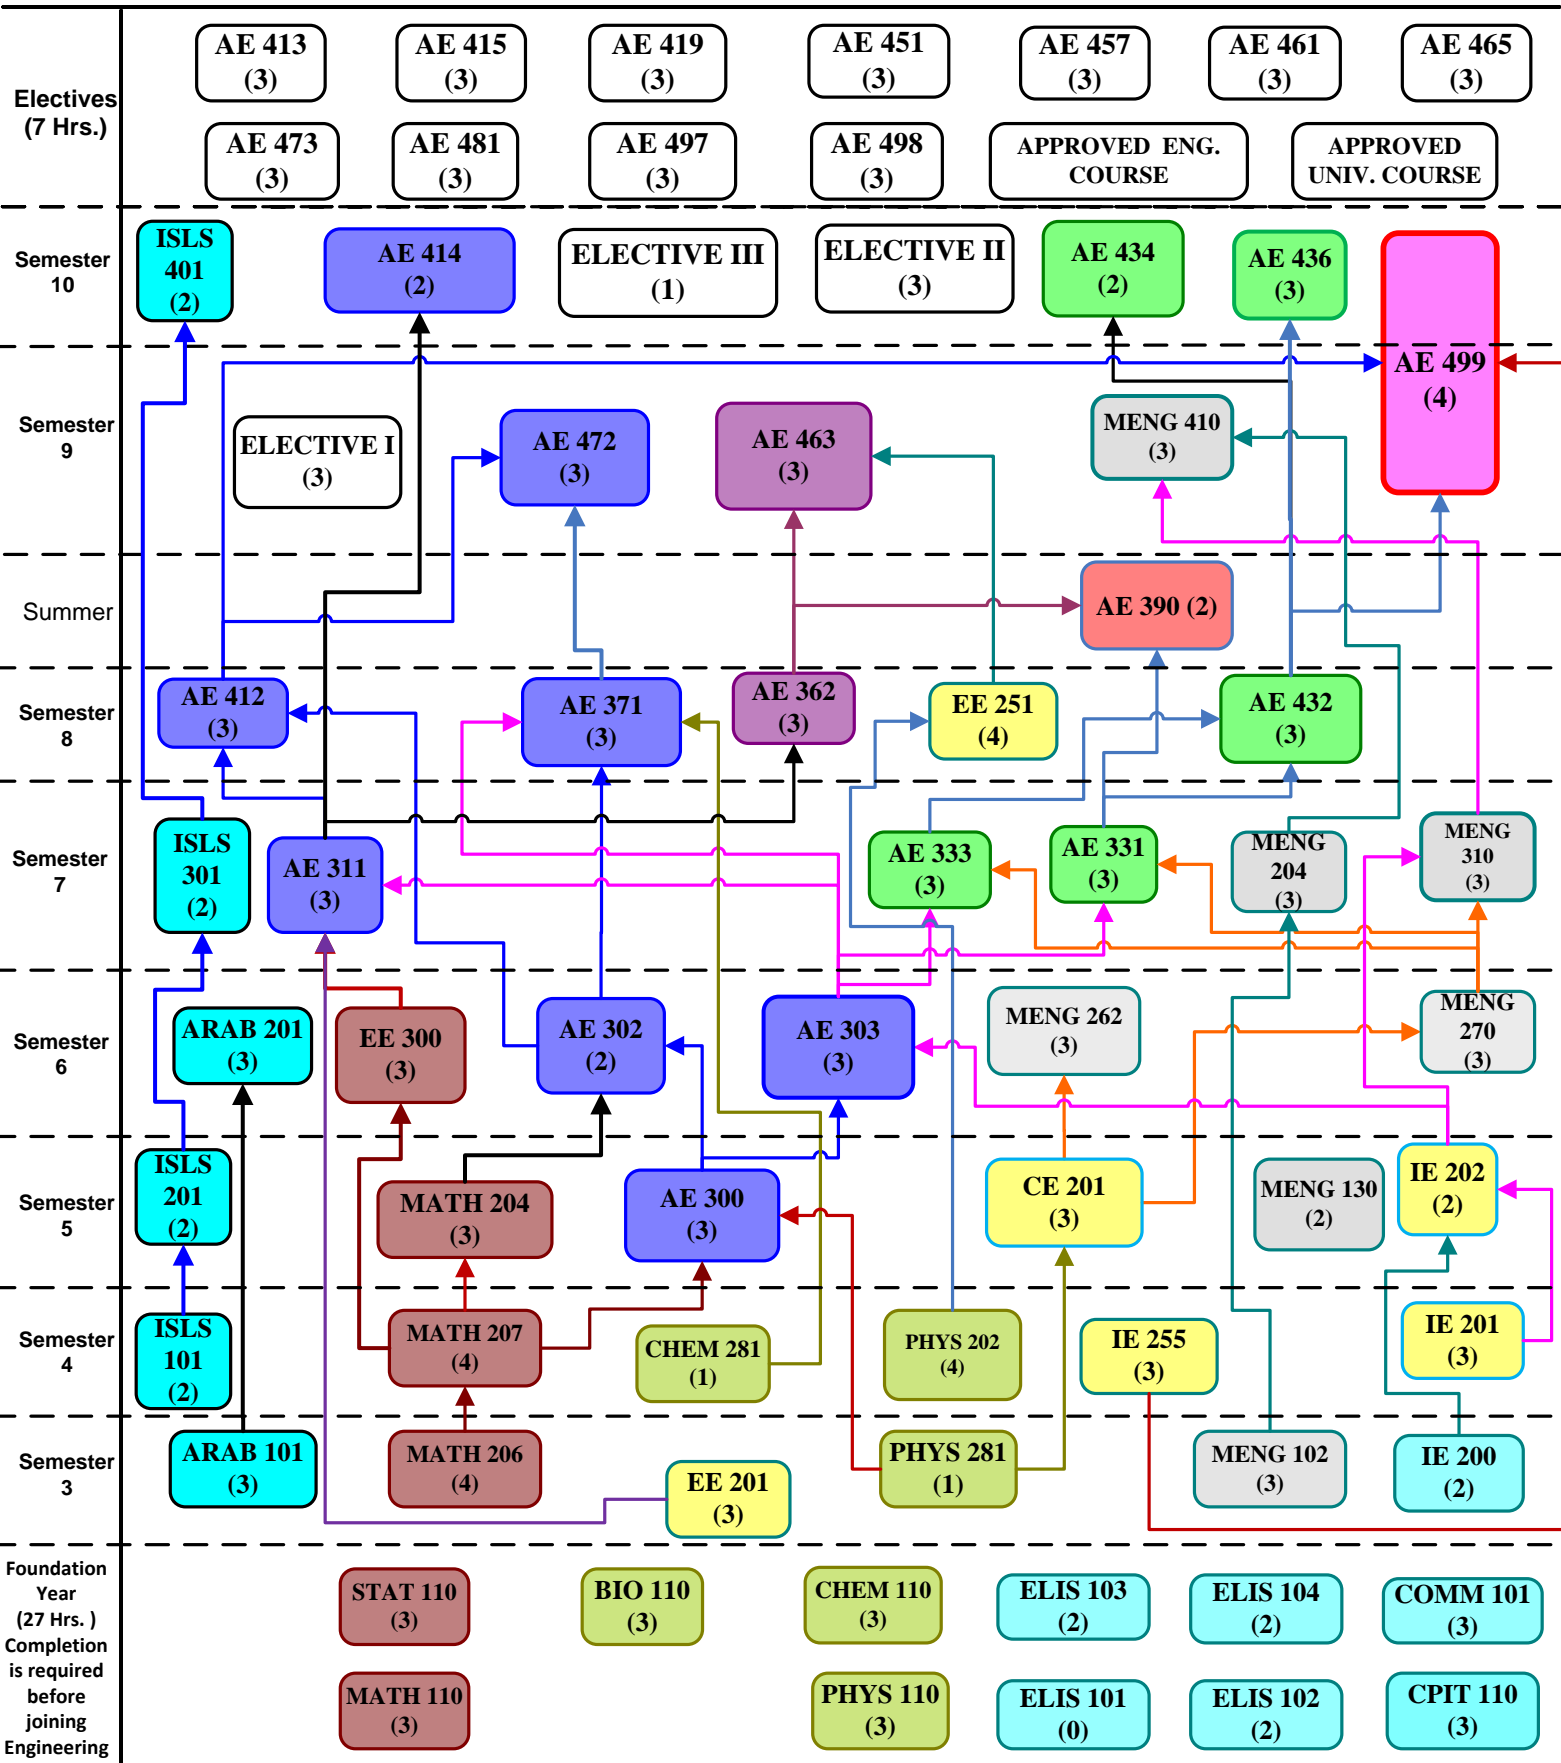 Electives
(7 Hrs.)
AE 413
(3)
AE 415
(3)
AE 419
(3)
AE 451
(3)
AE 457
(3)
AE 461
(3)
AE 465
(3)
AE 473
(3)
AE 481
(3)
AE 497
(3)
AE 498
(3)
APPROVED ENG.
COURSE
APPROVED
UNIV. COURSE
Semester
10
ISLS
401
(2)
AE 414
(2)
ELECTIVE III
(1)
ELECTIVE II
(3)
AE 434
(2)
AE 436
(3)
AE 499
(4)
Semester
9
ELECTIVE I
(3)
AE 472
(3)
AE 463
(3)
MENG 410
(3)
Summer
AE 390 (2)
Semester
8
AE 412
(3)
AE 371
(3)
AE 362
(3)
EE 251
(4)
AE 432
(3)
Semester
7
ISLS
301
(2)
AE 311
(3)
AE 333
(3)
AE 331
(3)
MENG
204
(3)
MENG
310
(3)
Semester
6
ARAB 201
(3)
EE 300
(3)
AE 302
(2)
AE 303
(3)
MENG 262
(3)
MENG
270
(3)
Semester
5
ISLS
201
(2)
MATH 204
(3)
AE 300
(3)
CE 201
(3)
MENG 130
(2)
IE 202
(2)
Semester
4
ISLS
101
(2)
MATH 207
(4)
CHEM 281
(1)
PHYS 202
(4)
IE 255
(3)
IE 201
(3)
Semester
3
ARAB 101
(3)
MATH 206
(4)
EE 201
(3)
PHYS 281
(1)
MENG 102
(3)
IE 200
(2)
Foundation
Year
(27 Hrs. )
Completion
is required
before
joining
Engineering
STAT 110
(3)
BIO 110
(3)
CHEM 110
(3)
ELIS 103
(2)
ELIS 104
(2)
COMM 101
(3)
MATH 110
(3)
PHYS 110
(3)
ELIS 101
(0)
ELIS 102
(2)
CPIT 110
(3)